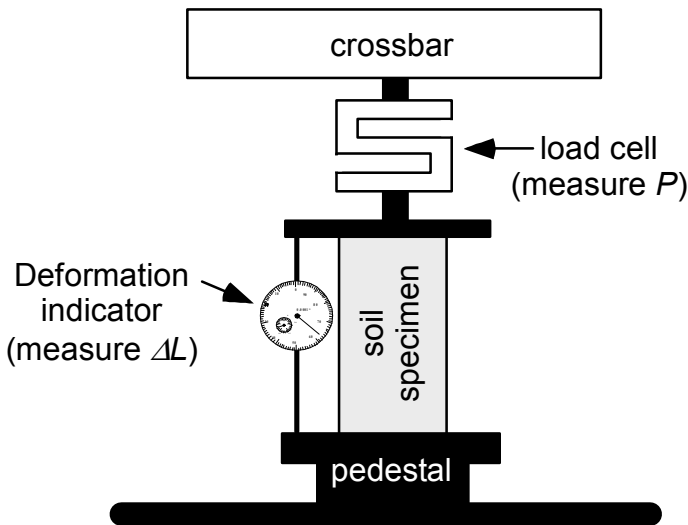 crossbar
load cell
(measure P)
Deformation
indicator
(measure ΔL)
soil
specimen
pedestal